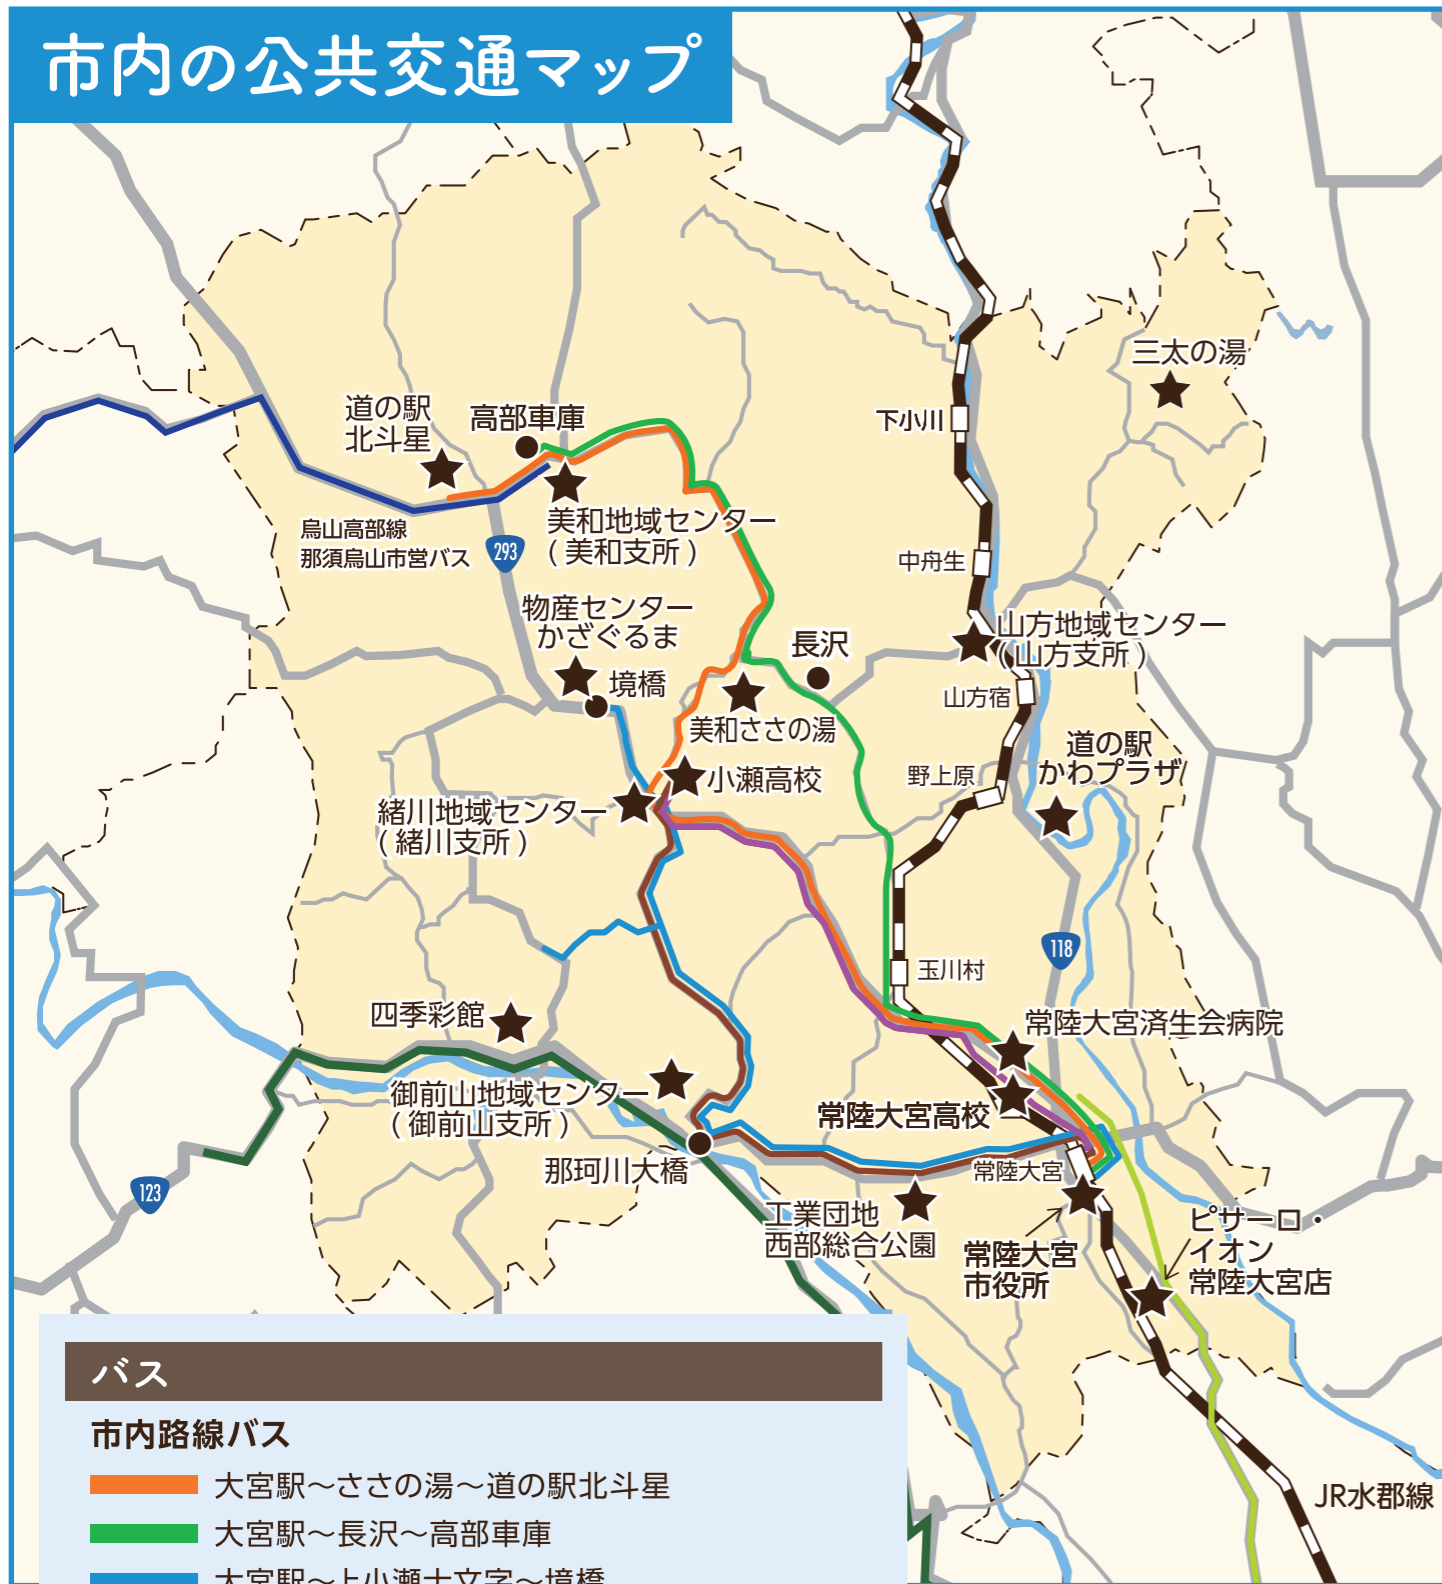 市内の公共交通マップ
三太の湯
道の駅
北斗星
高部車庫
下小川
美和地域センター
(美和支所)
烏山高部線
那須烏山市営バス
293
中舟生
物産センター
かざぐるま
境橋
長沢
山方地域センター
(山方支所)
山方宿
美和ささの湯
道の駅
かわプラザ
野上原
小瀬高校
緒川地域センター
(緒川支所)
118
玉川村
四季彩館
常陸大宮済生会病院
御前山地域センター
(御前山支所)
常陸大宮高校
那珂川大橋
常陸大宮
123
工業団地
西部総合公園
常陸大宮
市役所
ピサーロ・
イオン
常陸大宮店
バス
市内路線バス
大宮駅～ささの湯～道の駅北斗星
大宮駅～長沢～高部車庫
大宮駅～上小瀬十文字～境橋
JR水郡線